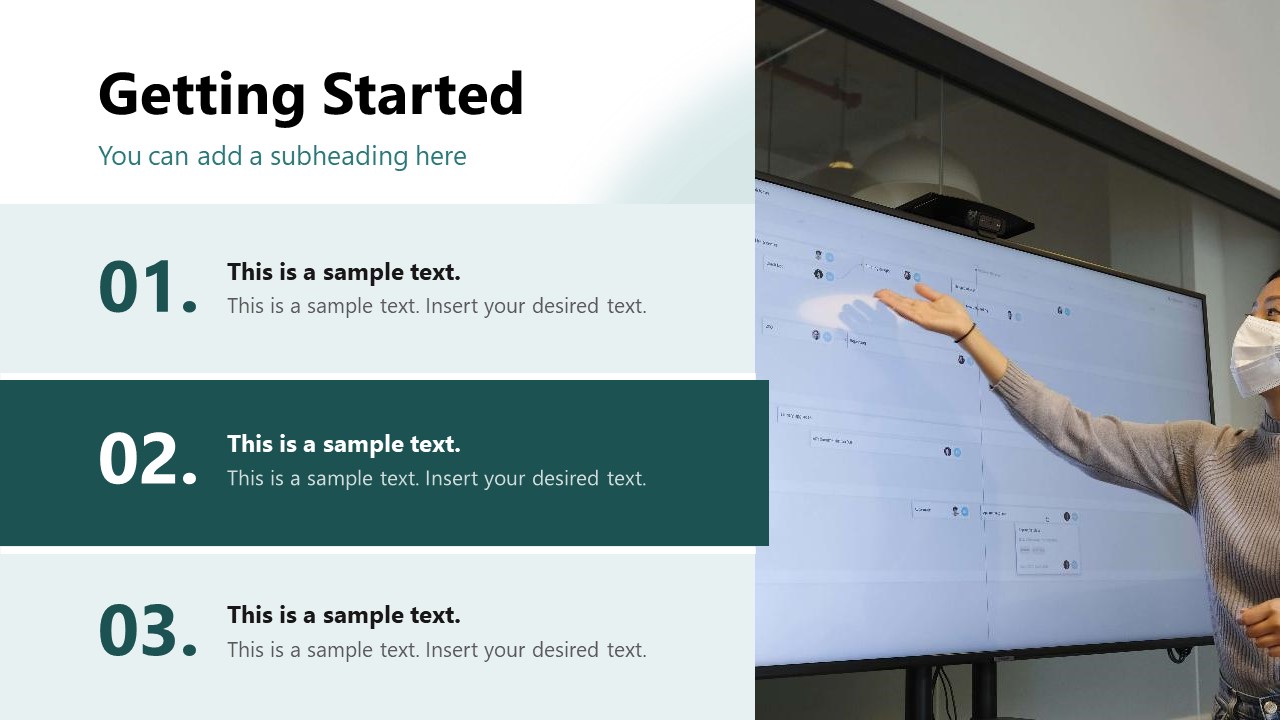 Getting Started
You can add a subheading here
01.
This is a sample text.
This is a sample text. Insert your desired text.
02.
This is a sample text.
This is a sample text. Insert your desired text.
03.
This is a sample text.
This is a sample text. Insert your desired text.